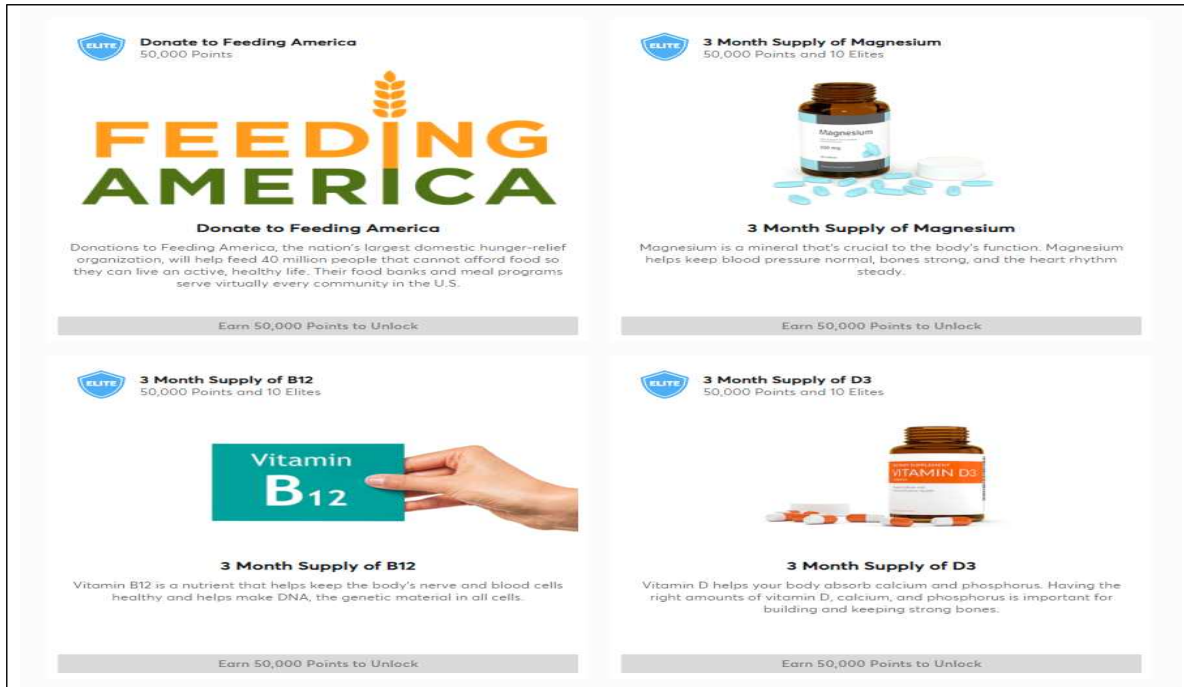 ELITE
Donate to Feeding America
50,000 Points
FEEDING
AMERICA
Donate to Feeding America
Donations to Feeding America, the nation's largest domestic hunger-relief
organization, will help feed 40 million people that cannot afford food so
they can live an active, healthy life. Their food banks and meal programs
serve virtually every community in the U.S.
Earn 50,000 Points to Unlock
ELITE
3 Month Supply of Magnesium
50,000 Points and 10 Elites
Magnesium
3 Month Supply of Magnesium
Magnesium is a mineral that's crucial to the body's function. Magnesium
helps keep blood pressure normal, bones strong, and the heart rhythm
steady.
Earn 50,000 Points to Unlock
ELITE
3 Month Supply of B12
50,000 Points and 10 Elites
Vitamin
B12
3 Month Supply of B12
Vitamin B12 is a nutrient that helps keep the body's nerve and blood cells
healthy and helps make DNA, the genetic material in all cells.
Earn 50,000 Points to Unlock
ELITE
3 Month Supply of D3
50,000 Points and 10 Elites
VITAMIN D3
3 Month Supply of D3
Vitamin D helps your body absorb calcium and phosphorus. Having the
right amounts of vitamin D, calcium, and phosphorus is important for
building and keeping strong bones.
Earn 50,000 Points to Unlock